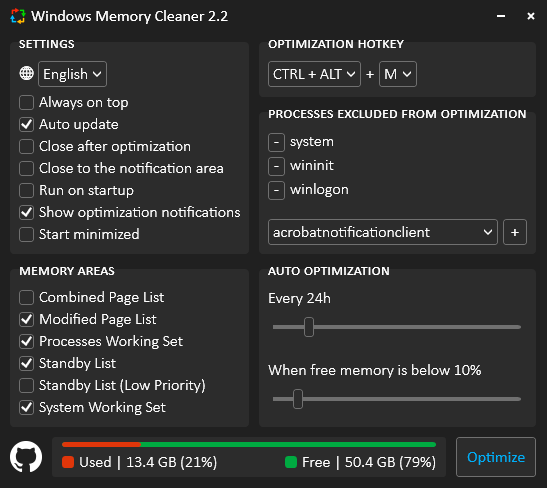 Windows Memory Cleaner 2.2
SETTINGS
English
Always on top
Auto update
Close after optimization
Close to the notification area
Run on startup
Show optimization notifications
Start minimized
OPTIMIZATION HOTKEY
CTRL + ALT + M
PROCESSES EXCLUDED FROM OPTIMIZATION
- system
- wininit
- winlogon
acrobatnotificationclient +
MEMORY AREAS
Combined Page List
Modified Page List
Processes Working Set
Standby List
Standby List (Low Priority)
System Working Set
AUTO OPTIMIZATION
Every 24h
When free memory is below 10%
Used | 13.4 GB (21%) Free | 50.4 GB (79%)
Optimize